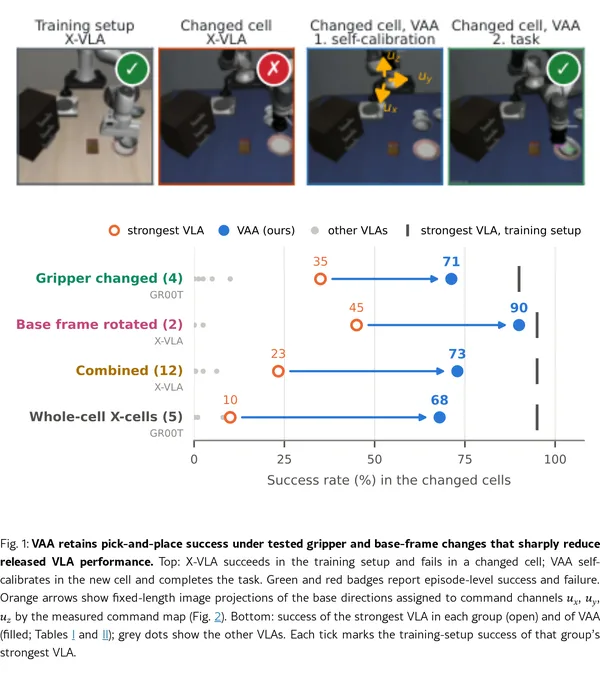 Training setup
X-VLA
Changed cell
X-VLA
Changed cell, VAA
1. self-calibration
Changed cell, VAA
2. task
✓
✗
u_z
u_y
u_x
✓
strongest VLA
VAA (ours)
other VLAs
strongest VLA, training setup
Gripper changed (4)
GR00T
35
71
Base frame rotated (2)
X-VLA
45
90
Combined (12)
X-VLA
23
73
Whole-cell X-cells (5)
GR00T
10
68
0 25 50 75 100
Success rate (%) in the changed cells
Fig. 1: VAA retains pick-and-place success under tested gripper and base-frame changes that sharply reduce
released VLA performance. Top: X-VLA succeeds in the training setup and fails in a changed cell; VAA self-
calibrates in the new cell and completes the task. Green and red badges report episode-level success and failure.
Orange arrows show fixed-length image projections of the base directions assigned to command channels u_x, u_y,
u_z by the measured command map (Fig. 2). Bottom: success of the strongest VLA in each group (open) and of VAA
(filled; Tables I and II); grey dots show the other VLAs. Each tick marks the training-setup success of that group's
strongest VLA.